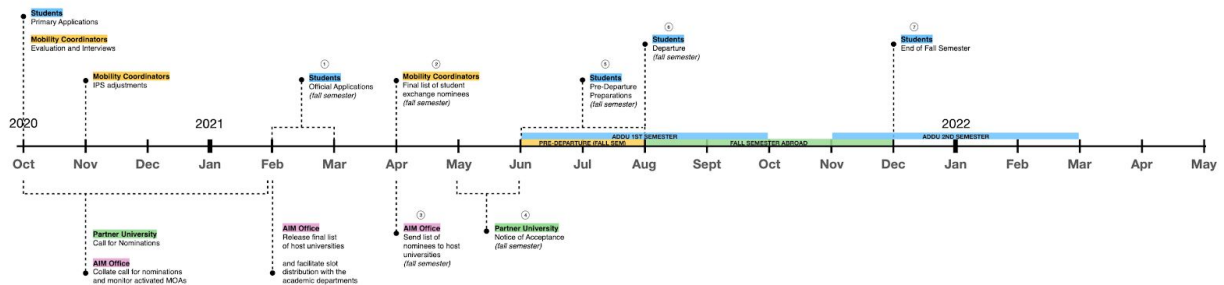 Students
Primary Applications
Mobility Coordinators
Evaluation and Interviews
Mobility Coordinators
IPS adjustments
1
Students
Official Applications
(fall semester)
2
Mobility Coordinators
Final list of student
exchange nominees
(fall semester)
5
Students
Pre-Departure
Preparations
(fall semester)
6
Students
Departure
(fall semester)
7
Students
End of Fall Semester
2020
2021
2022
ADDU 1ST SEMESTER
ADDU 2ND SEMESTER
PRE-DEPARTURE (FALL SEM)
FALL SEMESTER ABROAD
Oct Nov Dec Jan Feb Mar Apr May Jun Jul Aug Sept Oct Nov Dec Jan Feb Mar Apr May
Partner University
Call for Nominations
AIM Office
Collate call for nominations
and monitor activated MOAs
AIM Office
Release final list
of host universities
and facilitate slot
distribution with the
academic departments
3
AIM Office
Send list of
nominees to host
universities
(fall semester)
4
Partner University
Notice of Acceptance
(fall semester)